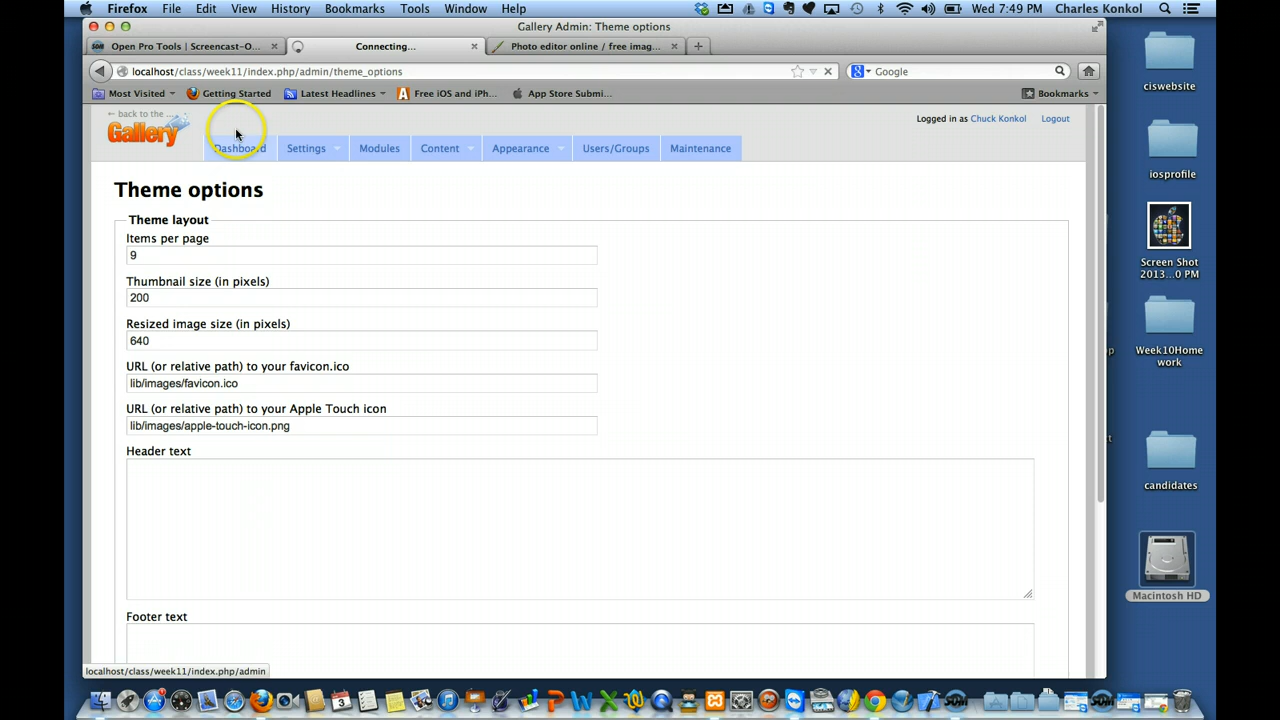 Firefox File Edit View History Bookmarks Tools Window Help Wed 7:49 PM Charles Konkol
Gallery Admin: Theme options
Open Pro Tools | Screencast-O... Connecting... Photo editor online / free imag...
localhost/class/week11/index.php/admin/theme_options Google
Most Visited Getting Started Latest Headlines Free iOS and iPh... App Store Submi... Bookmarks
← back to the ...
Gallery
Logged in as Chuck Konkol Logout
Dashboard Settings Modules Content Appearance Users/Groups Maintenance
Theme options
Theme layout
Items per page
9
Thumbnail size (in pixels)
200
Resized image size (in pixels)
640
URL (or relative path) to your favicon.ico
lib/images/favicon.ico
URL (or relative path) to your Apple Touch icon
lib/images/apple-touch-icon.png
Header text
Footer text
localhost/class/week11/index.php/admin
ciswebsite
iosprofile
Screen Shot
2013...0 PM
Week10Home
work
candidates
Macintosh HD